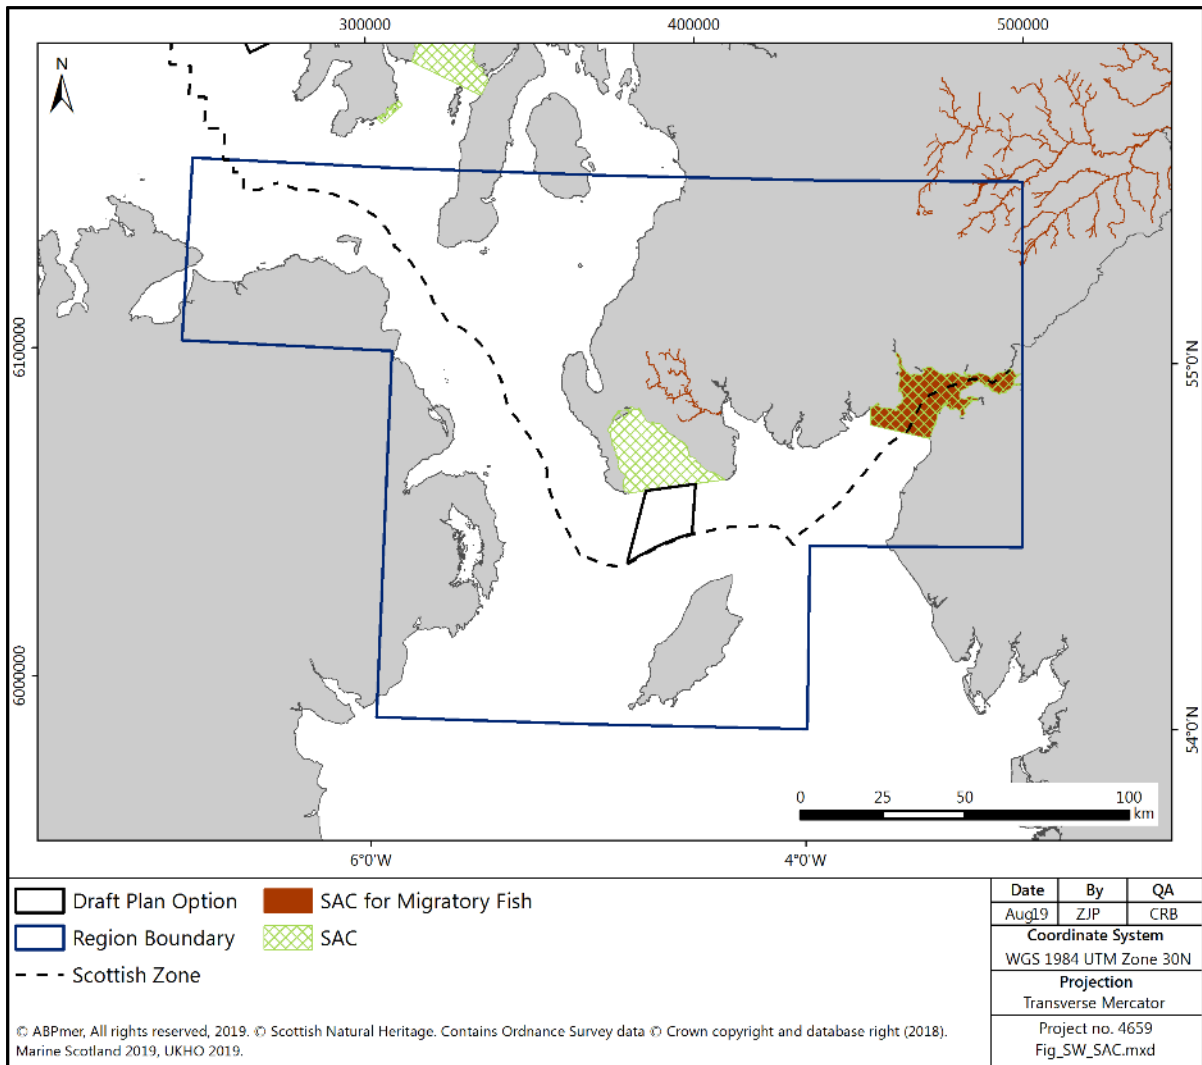 300000 400000 500000
N
6100000
6000000
55°0'N
54°0'N
0 25 50 100
km
6°0'W 4°0'W
Draft Plan Option
SAC for Migratory Fish
Region Boundary
SAC
Scottish Zone
Date By QA
Aug19 ZJP CRB
Coordinate System
WGS 1984 UTM Zone 30N
Projection
Transverse Mercator
Project no. 4659
Fig_SW_SAC.mxd
© ABPmer, All rights reserved, 2019. © Scottish Natural Heritage. Contains Ordnance Survey data © Crown copyright and database right (2018).
Marine Scotland 2019, UKHO 2019.